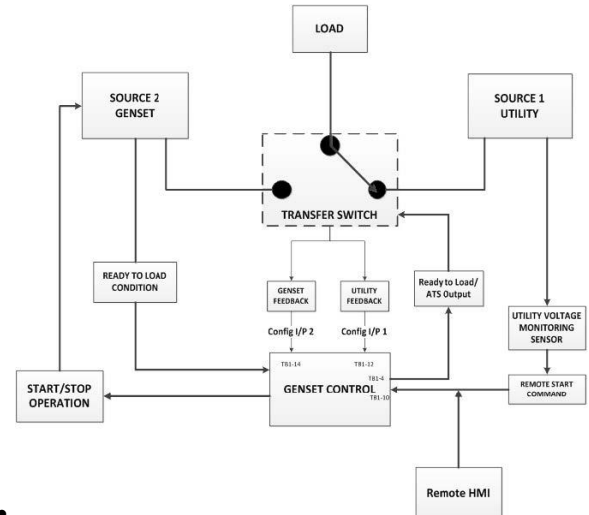 LOAD
SOURCE 2
GENSET
SOURCE 1
UTILITY
TRANSFER SWITCH
READY TO LOAD
CONDITION
GENSET
FEEDBACK
UTILITY
FEEDBACK
Ready to Load/
ATS Output
UTILITY VOLTAGE
MONITORING
SENSOR
Config I/P 2
Config I/P 1
TB1-14
TB1-12
TB1-4
GENSET CONTROL
TB1-10
START/STOP
OPERATION
REMOTE START
COMMAND
Remote HMI